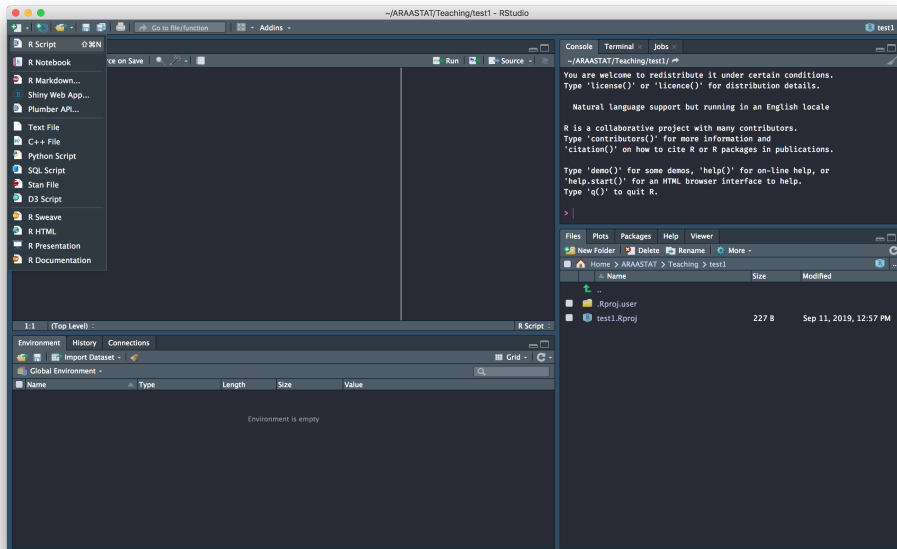 ~/ARAASTAT/Teaching/test1 - RStudio
Go to file/function
Addins
test1
R Script ⇧⌘N
R Notebook
R Markdown...
Shiny Web App...
Plumber API...
Text File
C++ File
Python Script
SQL Script
Stan File
D3 Script
R Sweave
R HTML
R Presentation
R Documentation
rce on Save
Run
Source
1:1 (Top Level)
R Script
Environment History Connections
Import Dataset
Grid
Global Environment
Name Type Length Size Value
Environment is empty
Console Terminal Jobs
~/ARAASTAT/Teaching/test1/
You are welcome to redistribute it under certain conditions.
Type 'license()' or 'licence()' for distribution details.
Natural language support but running in an English locale
R is a collaborative project with many contributors.
Type 'contributors()' for more information and
'citation()' on how to cite R or R packages in publications.
Type 'demo()' for some demos, 'help()' for on-line help, or
'help.start()' for an HTML browser interface to help.
Type 'q()' to quit R.
>
Files Plots Packages Help Viewer
New Folder Delete Rename More
Home > ARAASTAT > Teaching > test1
...
Name Size Modified
..
.Rproj.user
test1.Rproj 227 B Sep 11, 2019, 12:57 PM